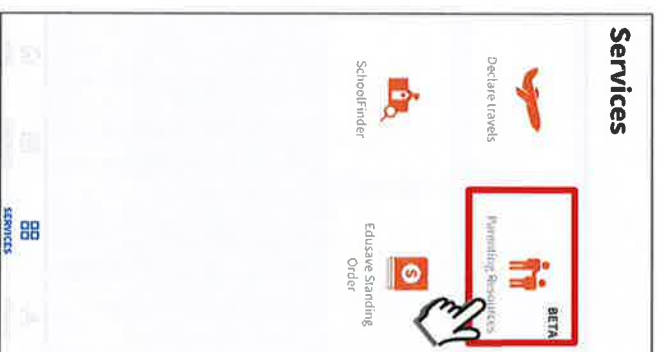 Services
Declare travels
BETA
Parenting Resources
SchoolFinder
Edusave Standing
Order
SERVICES